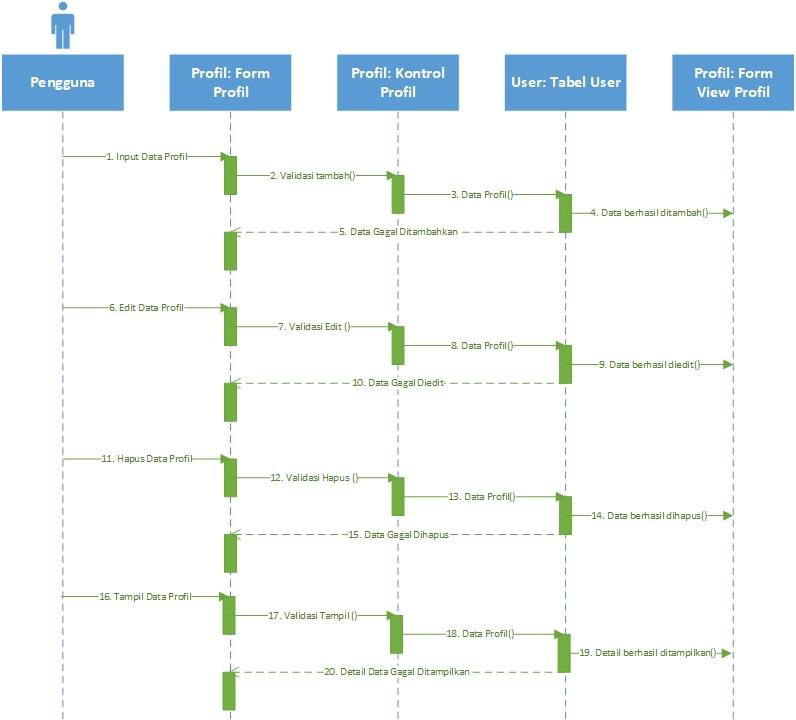 Pengguna
Profil: Form
Profil
Profil: Kontrol
Profil
User: Tabel User
Profil: Form
View Profil
1. Input Data Profil
2. Validasi tambah()
3. Data Profil()
4. Data berhasil ditambah()
5. Data Gagal Ditambahkan
6. Edit Data Profil
7. Validasi Edit ()
8. Data Profil()
9. Data berhasil diedit()
10. Data Gagal Diedit
11. Hapus Data Profil
12. Validasi Hapus ()
13. Data Profil()
14. Data berhasil dihapus()
15. Data Gagal Dihapus
16. Tampil Data Profil
17. Validasi Tampil ()
18. Data Profil()
19. Detail berhasil ditampilkan()
20. Detail Data Gagal Ditampilkan